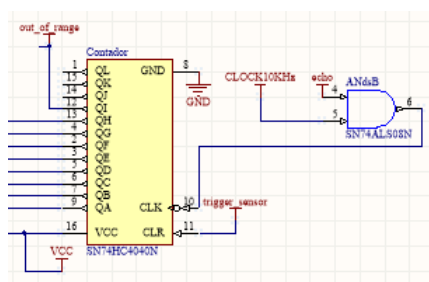 out_of_range
Contador
1 QL GND 8
15 QK
14 QJ
12 QI
13 QH
4 QG
2 QF
3 QE
5 QD
6 QC
7 QB CLK 10
9 QA
16 VCC CLR 11
SN74HC4040N
VCC
GND
CLOCK10KHz
echo
ANdsB
4
5
6
SN74ALS08N
trigger_sensor